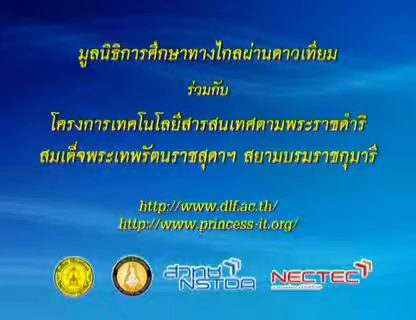 มูลนิธิการศึกษาทางไกลผ่านดาวเทียม
ร่วมกับ
โครงการเทคโนโลยีสารสนเทศตามพระราชดำริ
สมเด็จพระเทพรัตนราชสุดาฯ สยามบรมราชกุมารี
http://www.dlf.ac.th/
http://www.princess-it.org/
สวทช
NSTDA
NECTEC